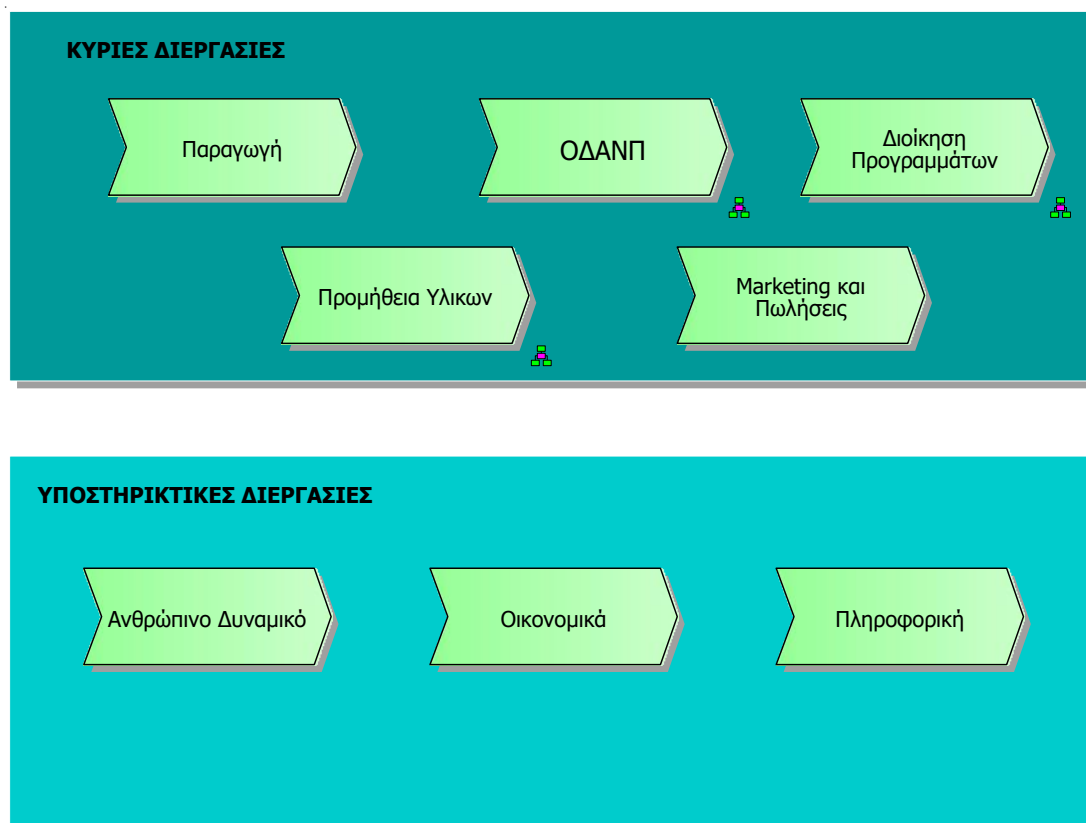 ΚΥΡΙΕΣ ΔΙΕΡΓΑΣΙΕΣ
Παραγωγή
ΟΔΑΝΠ
Διοίκηση
Προγραμμάτων
Προμήθεια Υλικων
Marketing και
Πωλήσεις
ΥΠΟΣΤΗΡΙΚΤΙΚΕΣ ΔΙΕΡΓΑΣΙΕΣ
Ανθρώπινο Δυναμικό
Οικονομικά
Πληροφορική